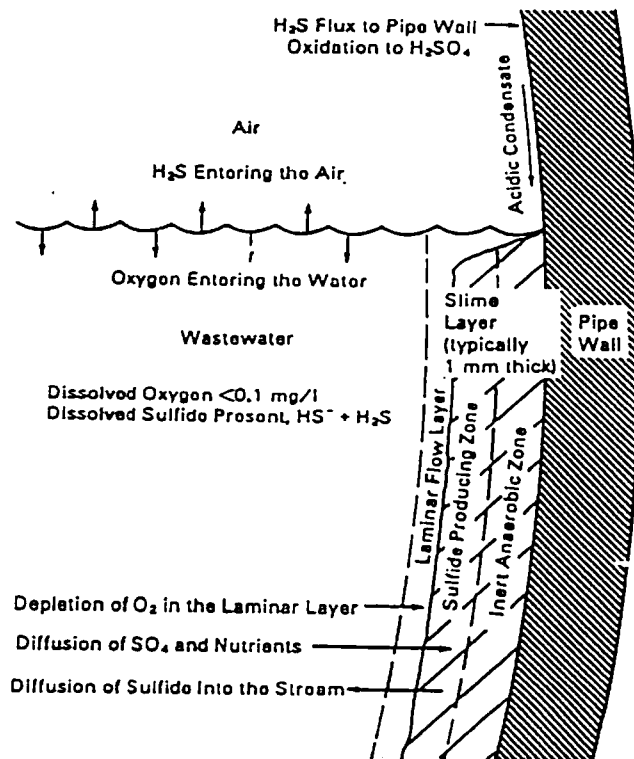 H₂S Flux to Pipe Wall
Oxidation to H₂SO₄
Acidic Condensate
Air
H₂S Entering the Air
Oxygen Entering the Water
Wastewater
Slime
Layer
(typically
1 mm thick)
Pipe
Wall
Dissolved Oxygen <0.1 mg/l
Dissolved Sulfide Present, HS⁻ + H₂S
Laminar Flow Layer
Sulfide Producing Zone
Inert Anaerobic Zone
Depletion of O₂ in the Laminar Layer
Diffusion of SO₄ and Nutrients
Diffusion of Sulfide Into the Stream